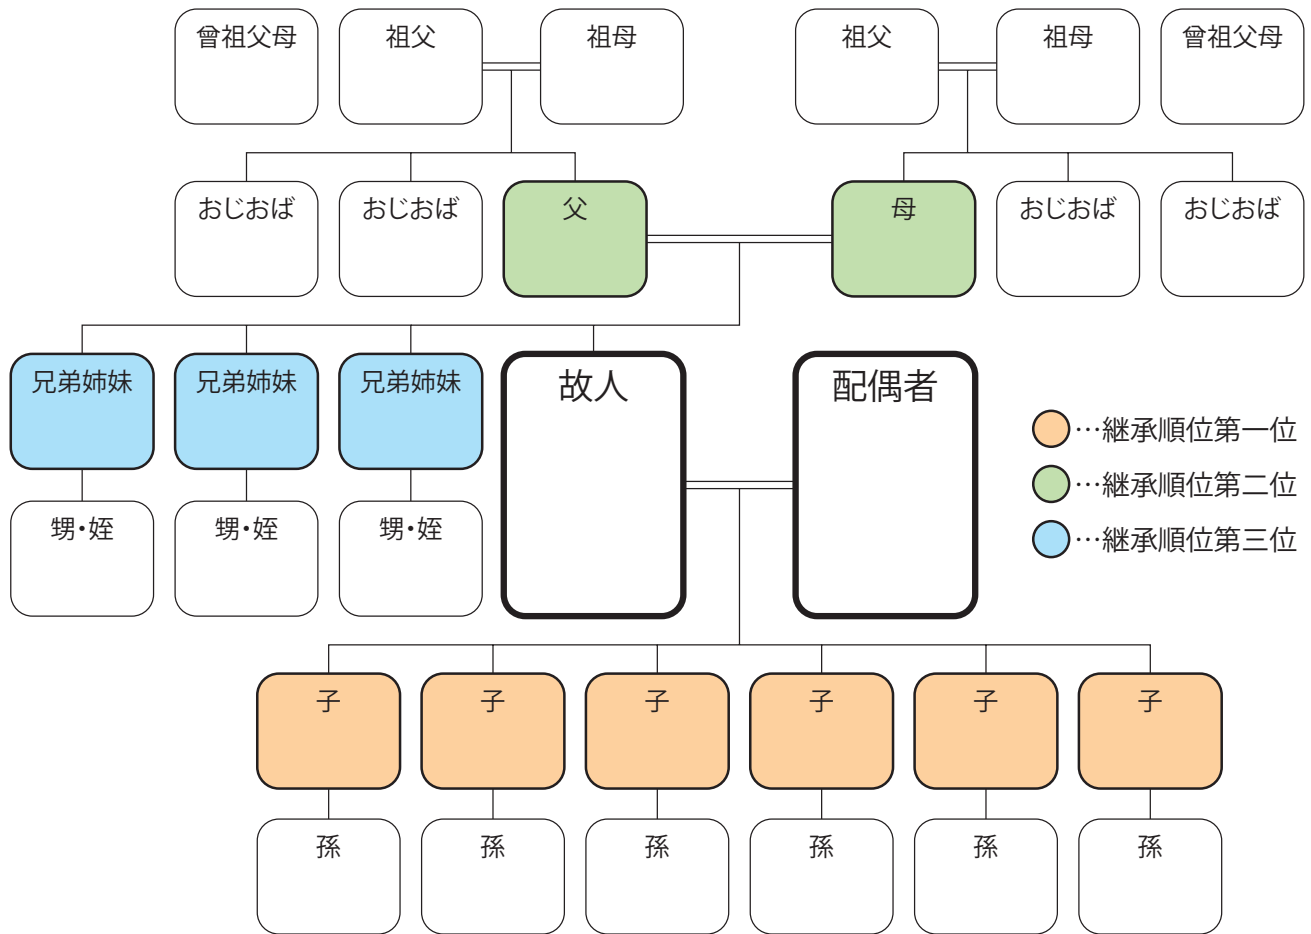 曾祖父母
祖父
祖母
祖父
祖母
曾祖父母
おじおば
おじおば
父
母
おじおば
おじおば
兄弟姉妹
兄弟姉妹
兄弟姉妹
故人
配偶者
…継承順位第一位
…継承順位第二位
…継承順位第三位
甥・姪
甥・姪
甥・姪
子
子
子
子
子
子
孫
孫
孫
孫
孫
孫